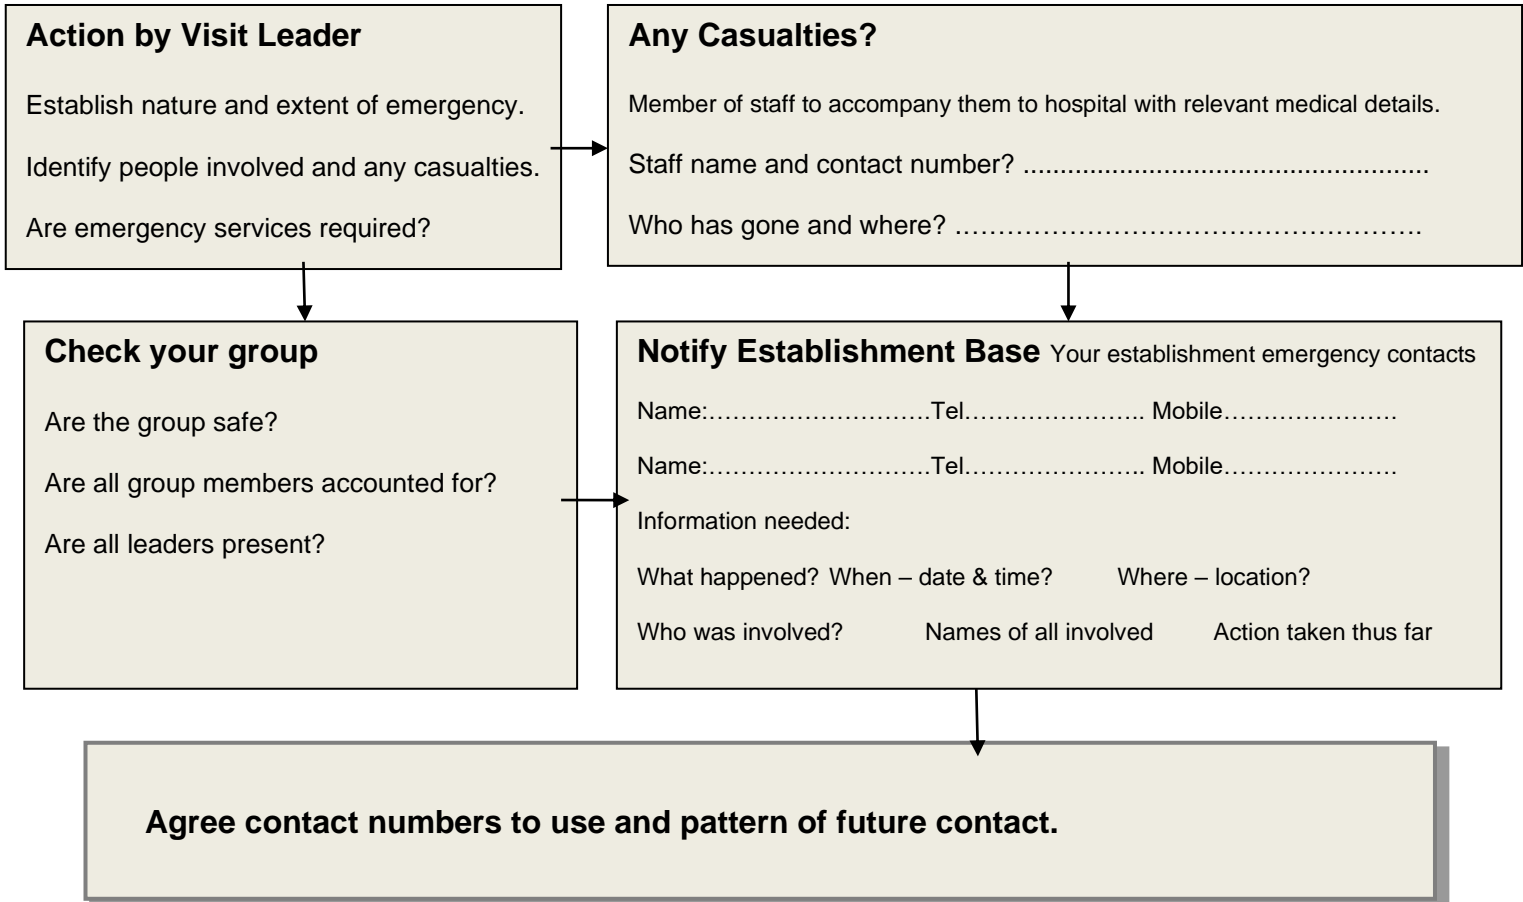 Action by Visit Leader
Establish nature and extent of emergency.
Identify people involved and any casualties.
Are emergency services required?
Any Casualties?
Member of staff to accompany them to hospital with relevant medical details.
Staff name and contact number? ........................................................
Who has gone and where? ..………………………………………………….
Check your group
Are the group safe?
Are all group members accounted for?
Are all leaders present?
Notify Establishment Base Your establishment emergency contacts
Name:……………………….Tel…………………. Mobile………………….
Name:……………………….Tel…………………. Mobile………………….
Information needed:
What happened? When – date & time? Where – location?
Who was involved? Names of all involved Action taken thus far
Agree contact numbers to use and pattern of future contact.